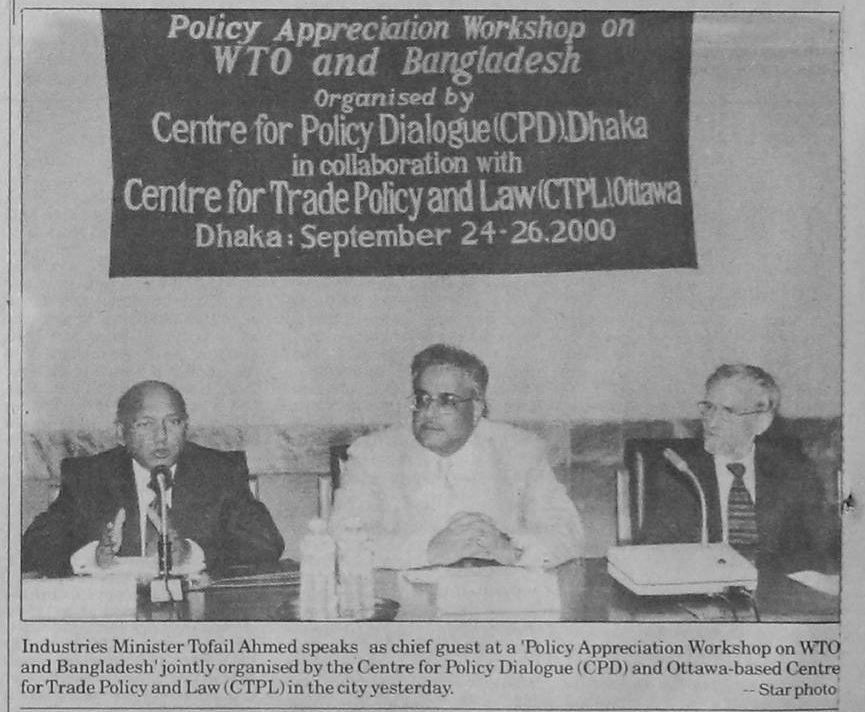 Policy Appreciation Workshop on
WTO and Bangladesh
Organised by
Centre for Policy Dialogue(CPD).Dhaka
in collaboration with
Centre for Trade Policy and Law(CTPL)Ottawa
Dhaka: September 24-26.2000
Industries Minister Tofail Ahmed speaks as chief guest at a 'Policy Appreciation Workshop on WTO
and Bangladesh' jointly organised by the Centre for Policy Dialogue (CPD) and Ottawa-based Centre
for Trade Policy and Law (CTPL) in the city yesterday.
-- Star photo